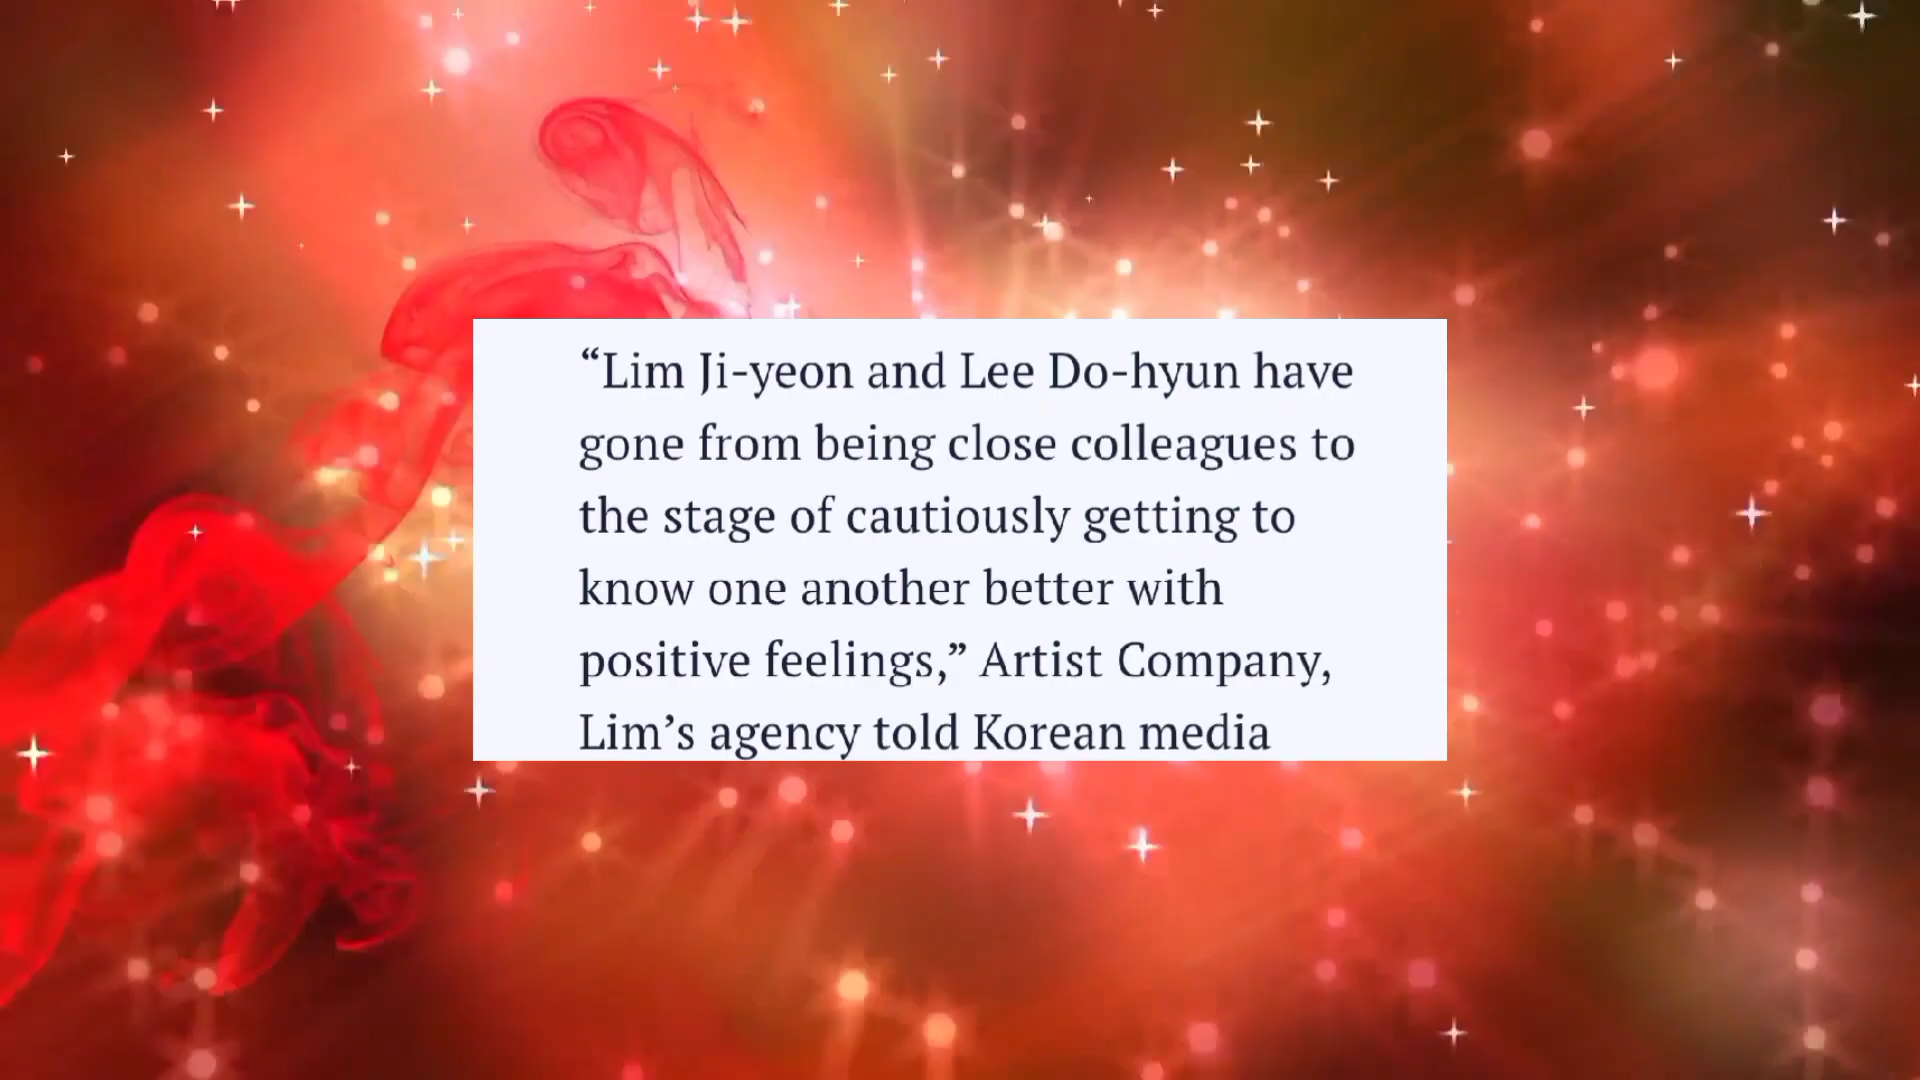 “Lim Ji-yeon and Lee Do-hyun have
gone from being close colleagues to
the stage of cautiously getting to
know one another better with
positive feelings,” Artist Company,
Lim’s agency told Korean media